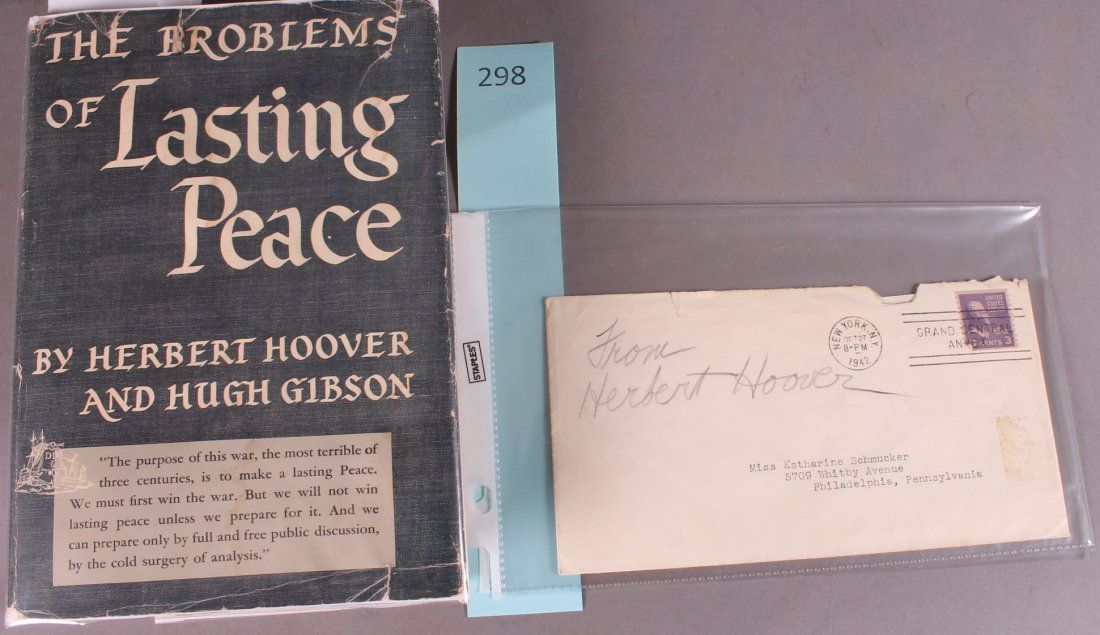 THE PROBLEMS
OF Lasting
Peace
BY HERBERT HOOVER
AND HUGH GIBSON
"The purpose of this war, the most terrible of
three centuries, is to make a lasting Peace.
We must first win the war. But we will not win
lasting peace unless we prepare for it. And we
can prepare only by full and free public discussion,
by the cold surgery of analysis."
298
STAPLES
From
Herbert Hoover
NEW YORK, N.Y.
OCT 27
8-PM
1942
GRAND CENTRAL
UNITED
STATES
CENTS 3
Miss Katharine Schmucker
5709 Whitby Avenue
Philadelphia, Pennsylvania